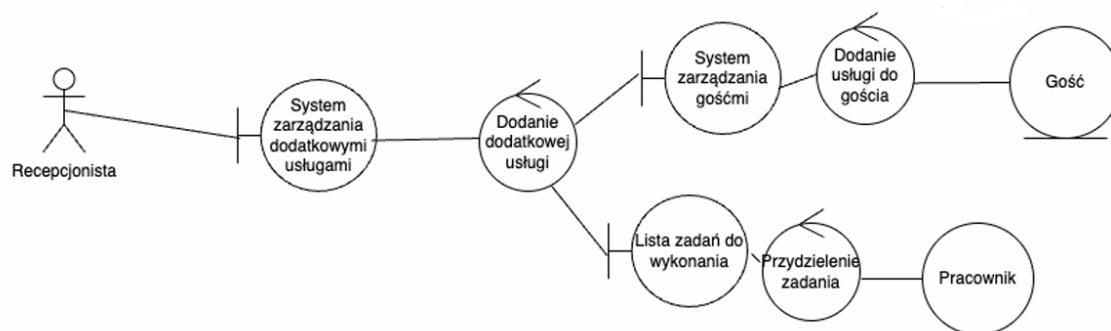 Recepcjonista
System
zarządzania
dodatkowymi
usługami
Dodanie
dodatkowej
usługi
System
zarządzania
gośćmi
Dodanie
usługi do
gościa
Gość
Lista zadań do
wykonania
Przydzielenie
zadania
Pracownik